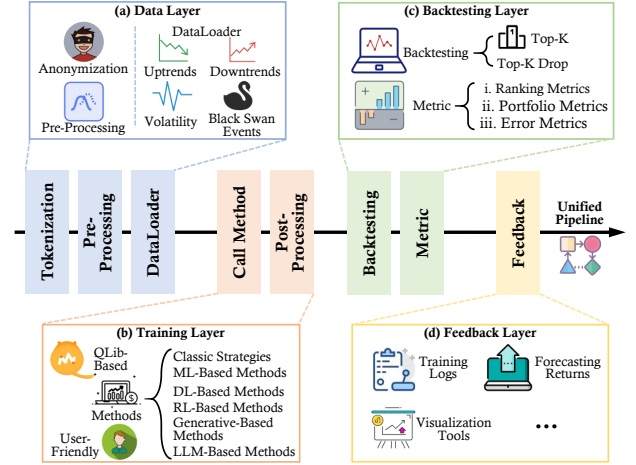 (a) Data Layer
DataLoader
Anonymization
Uptrends
Downtrends
Pre-Processing
Volatility
Black Swan
Events
(c) Backtesting Layer
Backtesting
Top-K
Top-K Drop
Metric
i. Ranking Metrics
ii. Portfolio Metrics
iii. Error Metrics
Tokenization
Pre-
Processing
DataLoader
Call Method
Post-
Processing
Backtesting
Metric
Feedback
Unified
Pipeline
(b) Training Layer
QLib-
Based
Methods
User-
Friendly
Classic Strategies
ML-Based Methods
DL-Based Methods
RL-Based Methods
Generative-Based
Methods
LLM-Based Methods
(d) Feedback Layer
Training
Logs
Forecasting
Returns
Visualization
Tools
...